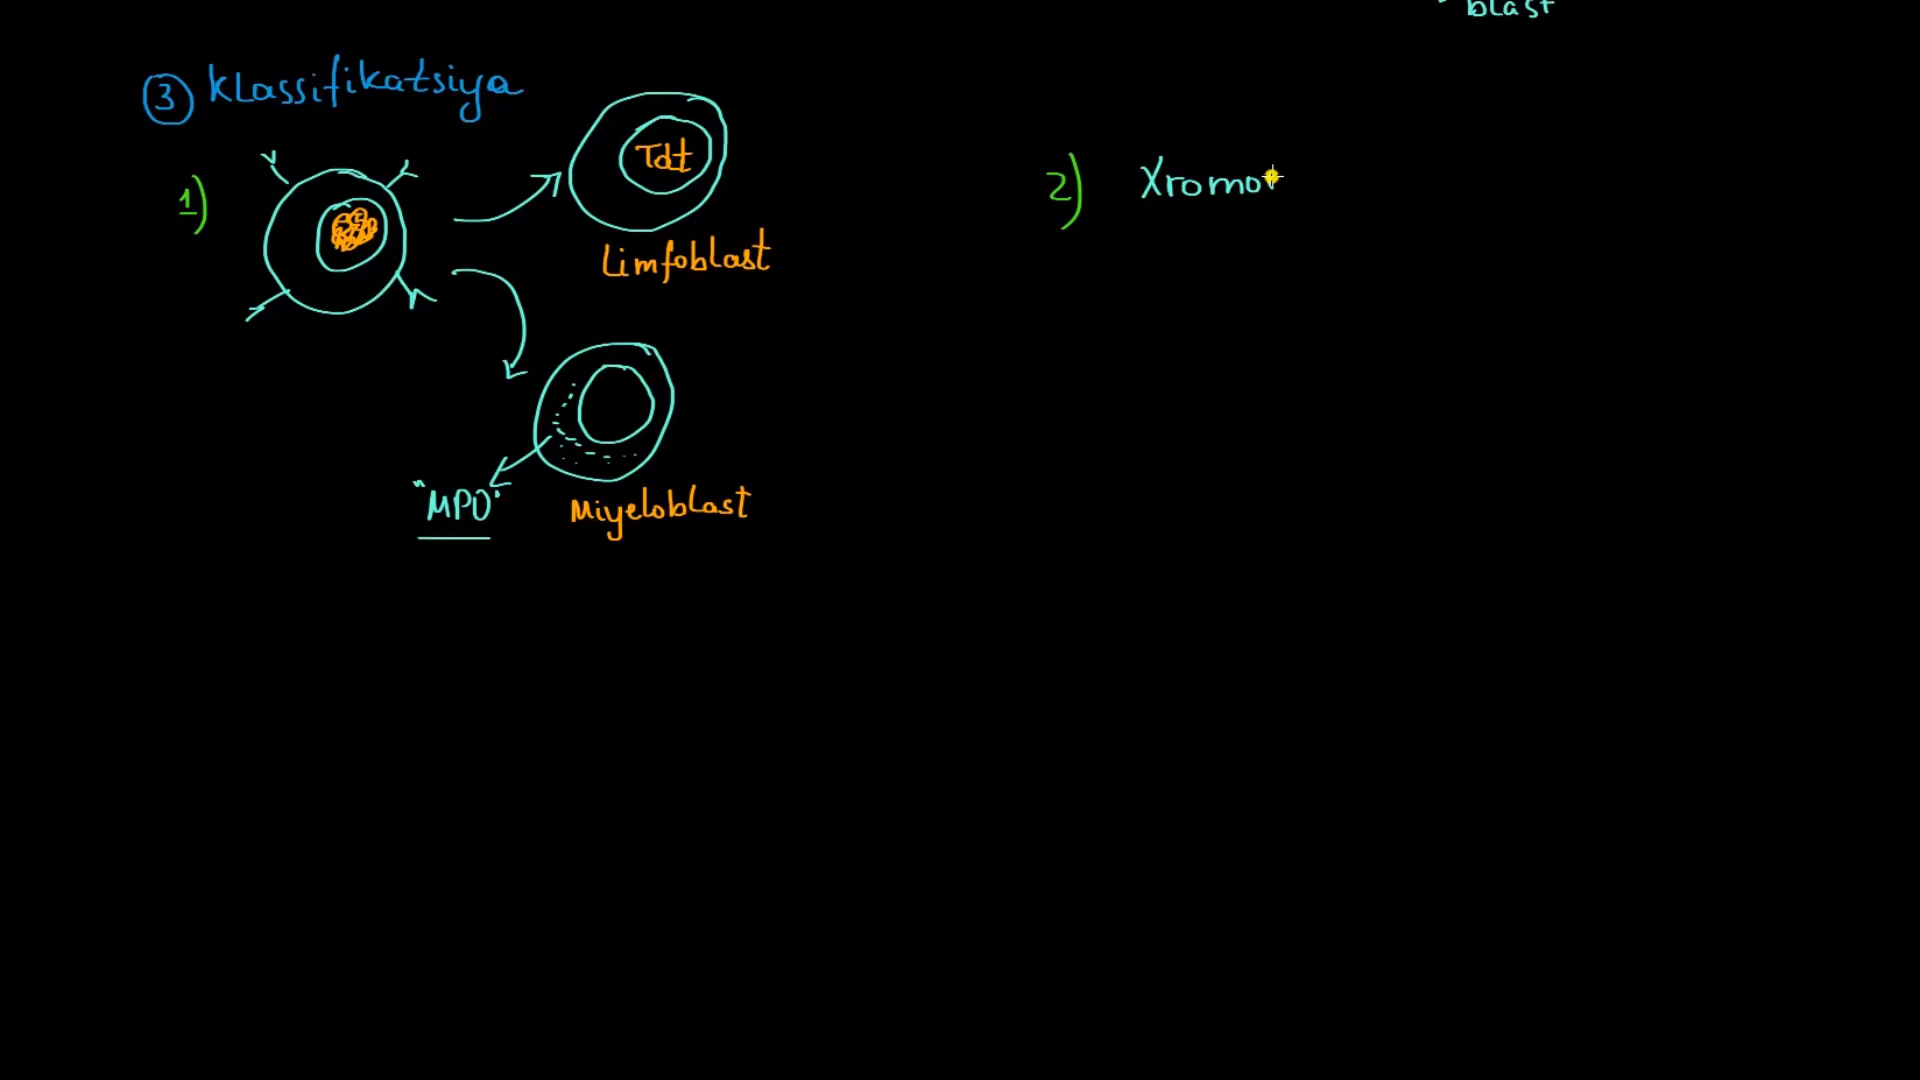 blast
③ Klassifikatsiya
1)
Tdt
Limfoblast
"MPO"
Miyeloblast
2) Xromo